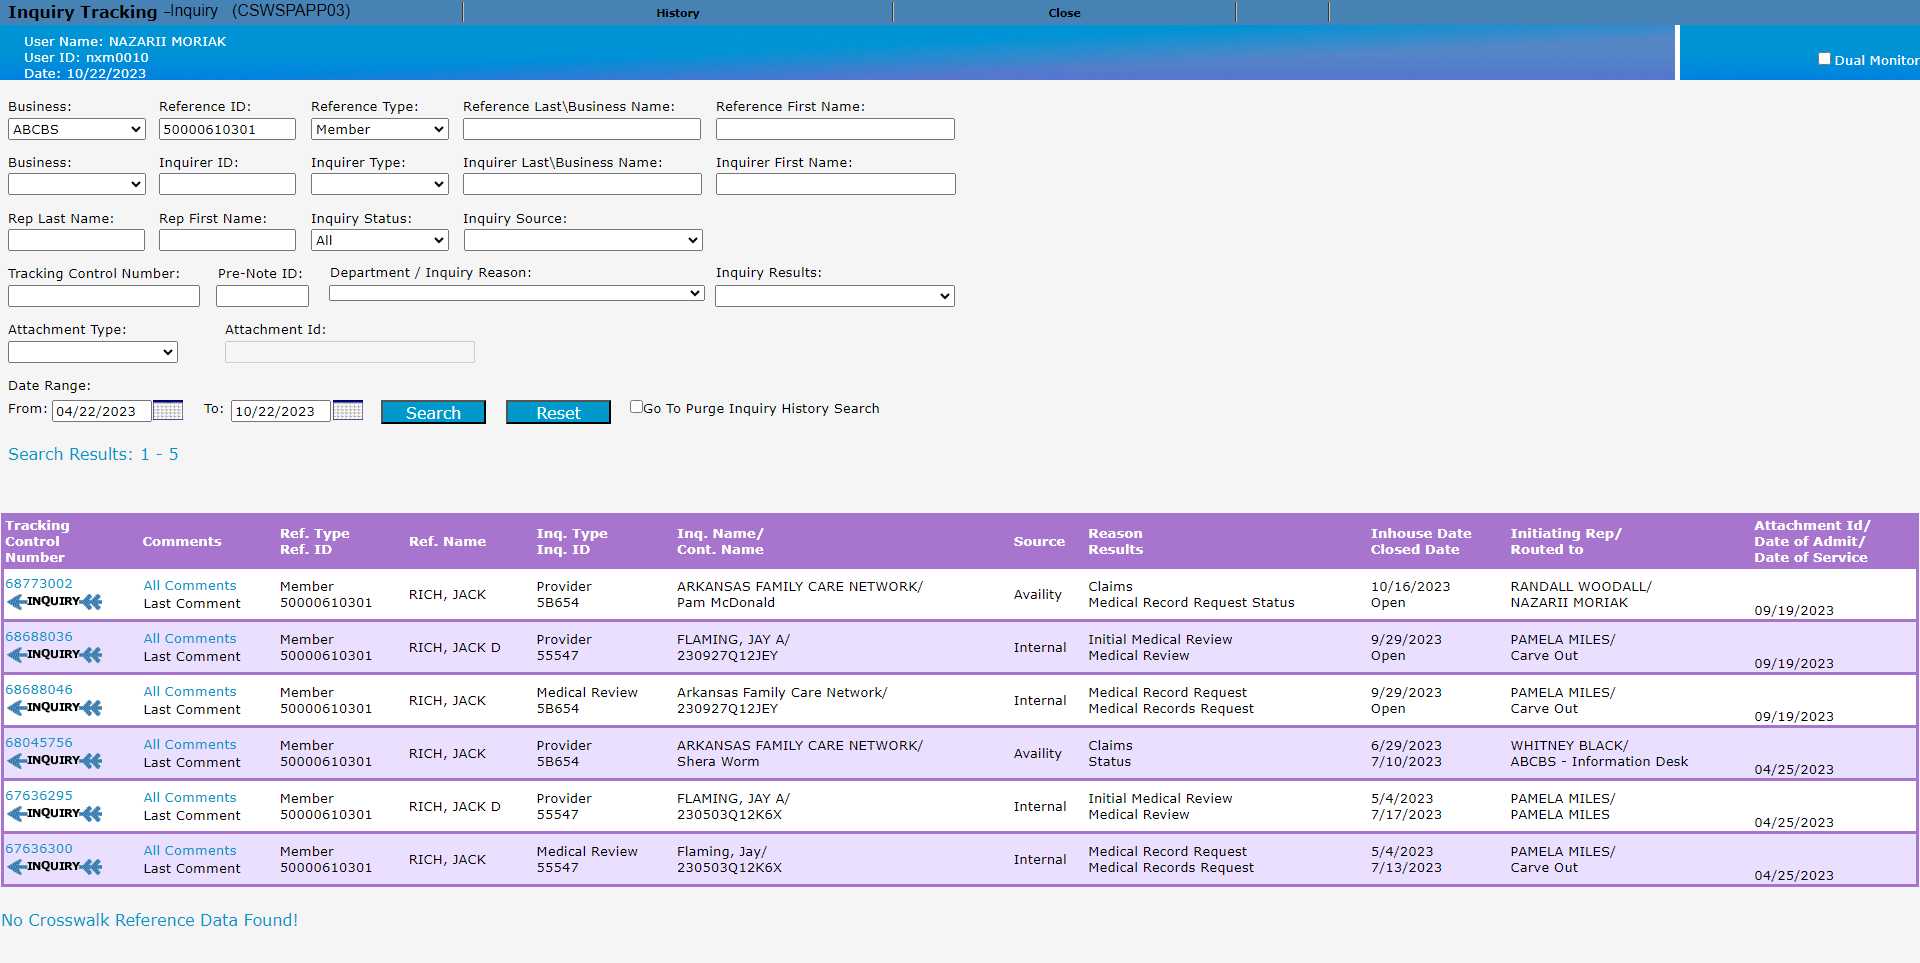 Inquiry Tracking –Inquiry (CSWSPAPP03) History Close
User Name: NAZARII MORIAK
User ID: nxm0010
Date: 10/22/2023
Dual Monitor
Business: Reference ID: Reference Type: Reference Last\Business Name: Reference First Name:
ABCBS 50000610301 Member
Business: Inquirer ID: Inquirer Type: Inquirer Last\Business Name: Inquirer First Name:
Rep Last Name: Rep First Name: Inquiry Status: Inquiry Source:
All
Tracking Control Number: Pre-Note ID: Department / Inquiry Reason: Inquiry Results:
Attachment Type: Attachment Id:
Date Range:
From: 04/22/2023 To: 10/22/2023 Search Reset Go To Purge Inquiry History Search
Search Results: 1 - 5
Tracking Control Number Comments Ref. Type Ref. ID Ref. Name Inq. Type Inq. ID Inq. Name/ Cont. Name Source Reason Results Inhouse Date Closed Date Initiating Rep/ Routed to Attachment Id/ Date of Admit/ Date of Service
68773002 All Comments Member RICH, JACK Provider ARKANSAS FAMILY CARE NETWORK/ Availity Claims 10/16/2023 RANDALL WOODALL/
INQUIRY Last Comment 50000610301 5B654 Pam McDonald Medical Record Request Status Open NAZARII MORIAK 09/19/2023
68688036 All Comments Member RICH, JACK D Provider FLAMING, JAY A/ Internal Initial Medical Review 9/29/2023 PAMELA MILES/
INQUIRY Last Comment 50000610301 55547 230927Q12JEY Medical Review Open Carve Out 09/19/2023
68688046 All Comments Member RICH, JACK Medical Review Arkansas Family Care Network/ Internal Medical Record Request 9/29/2023 PAMELA MILES/
INQUIRY Last Comment 50000610301 5B654 230927Q12JEY Medical Records Request Open Carve Out 09/19/2023
68045756 All Comments Member RICH, JACK Provider ARKANSAS FAMILY CARE NETWORK/ Availity Claims 6/29/2023 WHITNEY BLACK/
INQUIRY Last Comment 50000610301 5B654 Shera Worm Status 7/10/2023 ABCBS - Information Desk 04/25/2023
67636295 All Comments Member RICH, JACK D Provider FLAMING, JAY A/ Internal Initial Medical Review 5/4/2023 PAMELA MILES/
INQUIRY Last Comment 50000610301 55547 230503Q12K6X Medical Review 7/17/2023 PAMELA MILES 04/25/2023
67636300 All Comments Member RICH, JACK Medical Review Flaming, Jay/ Internal Medical Record Request 5/4/2023 PAMELA MILES/
INQUIRY Last Comment 50000610301 55547 230503Q12K6X Medical Records Request 7/13/2023 Carve Out 04/25/2023
No Crosswalk Reference Data Found!